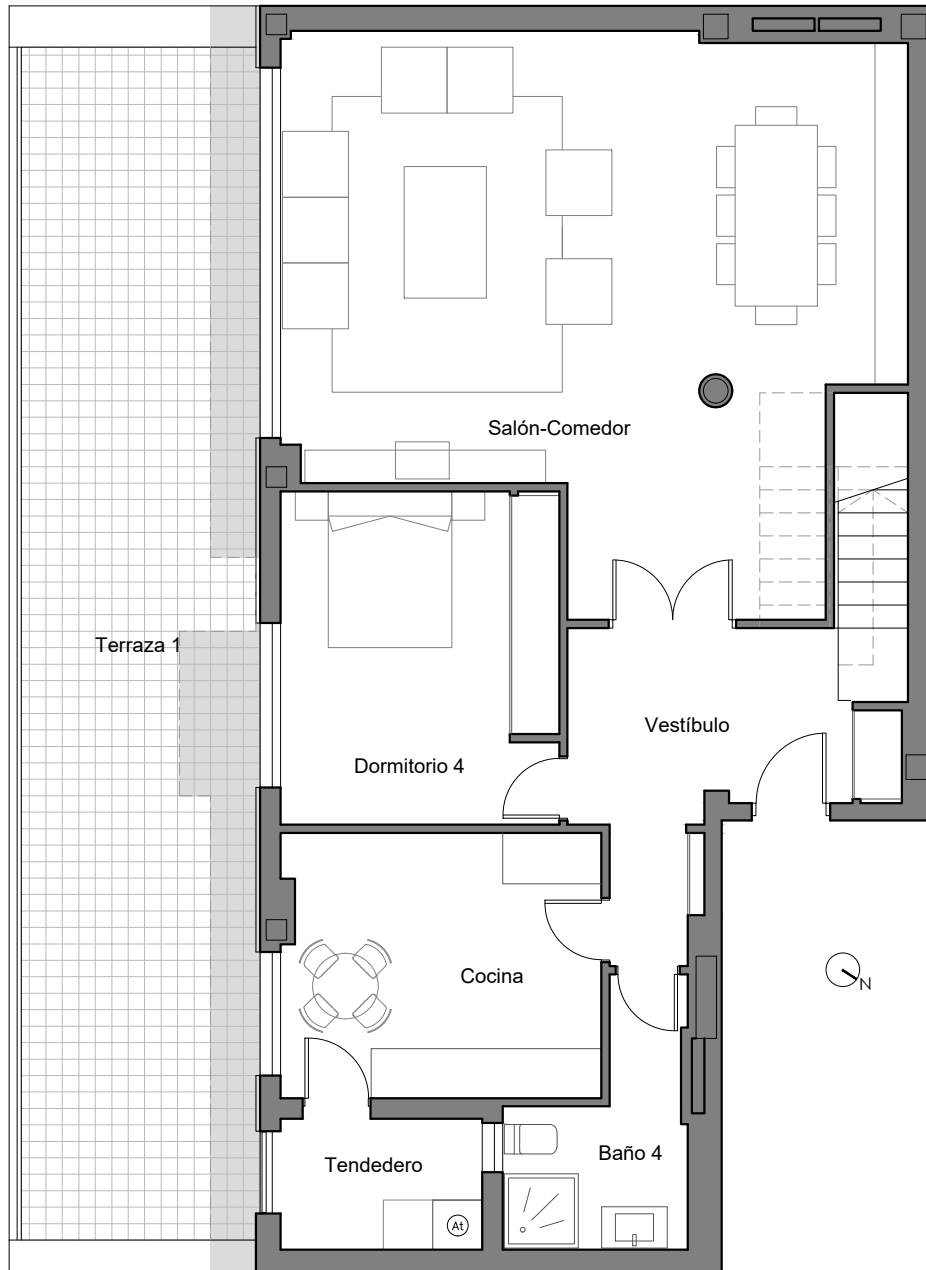 Salón-Comedor
Terraza 1
Vestíbulo
Dormitorio 4
Cocina
N
Baño 4
Tendedero
At